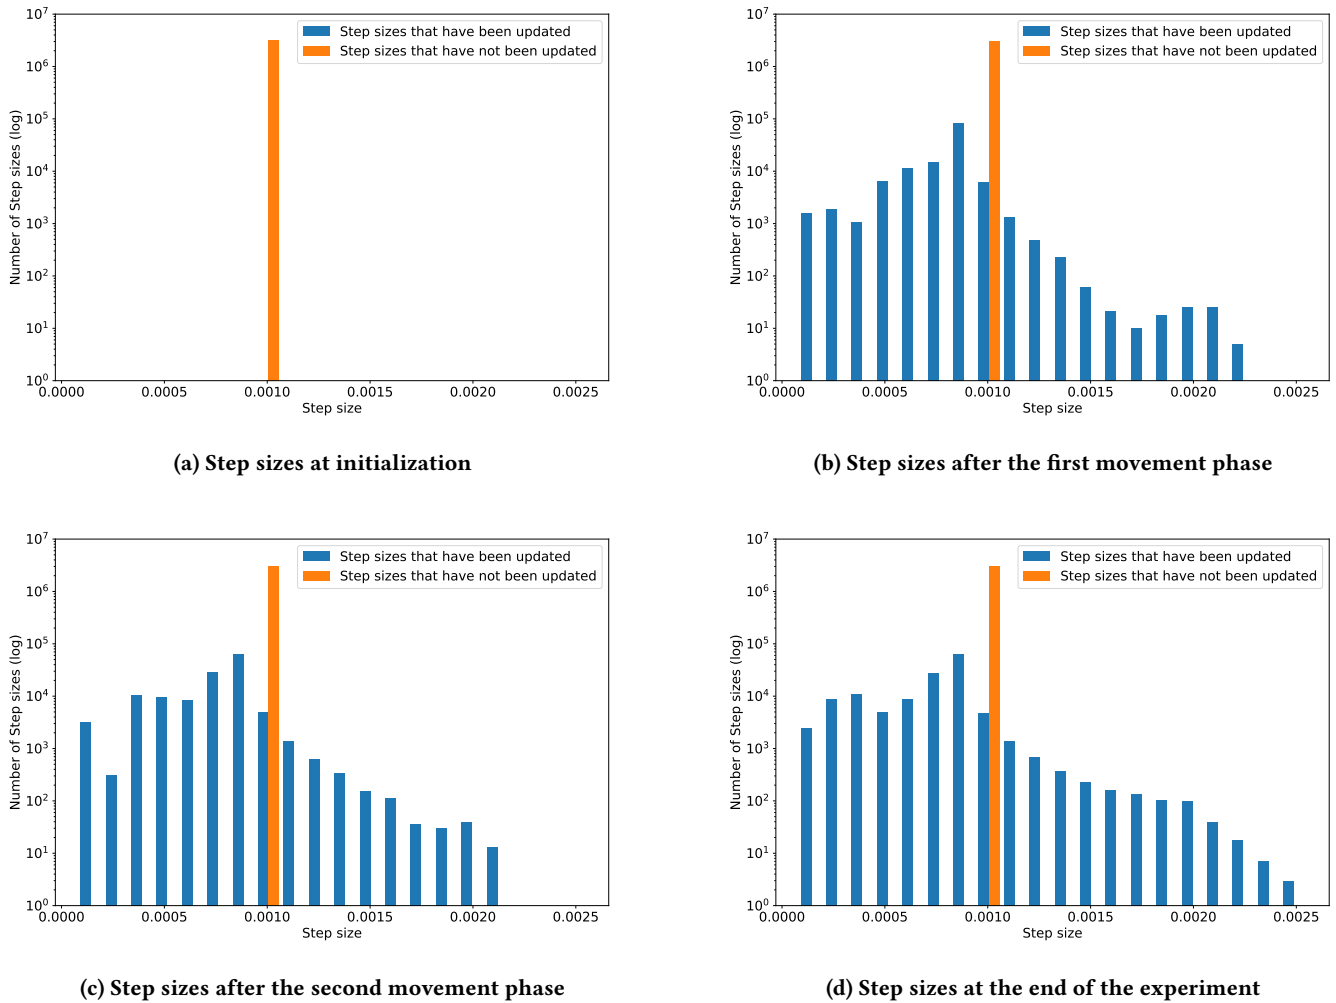 10^7
10^6
10^5
10^4
10^3
10^2
10^1
10^0
Number of Step sizes (log)
Step sizes that have been updated
Step sizes that have not been updated
0.0000 0.0005 0.0010 0.0015 0.0020 0.0025
Step size
(a) Step sizes at initialization
10^7
10^6
10^5
10^4
10^3
10^2
10^1
10^0
Number of Step sizes (log)
Step sizes that have been updated
Step sizes that have not been updated
0.0000 0.0005 0.0010 0.0015 0.0020 0.0025
Step size
(b) Step sizes after the first movement phase
10^7
10^6
10^5
10^4
10^3
10^2
10^1
10^0
Number of Step sizes (log)
Step sizes that have been updated
Step sizes that have not been updated
0.0000 0.0005 0.0010 0.0015 0.0020 0.0025
Step size
(c) Step sizes after the second movement phase
10^7
10^6
10^5
10^4
10^3
10^2
10^1
10^0
Number of Step sizes (log)
Step sizes that have been updated
Step sizes that have not been updated
0.0000 0.0005 0.0010 0.0015 0.0020 0.0025
Step size
(d) Step sizes at the end of the experiment